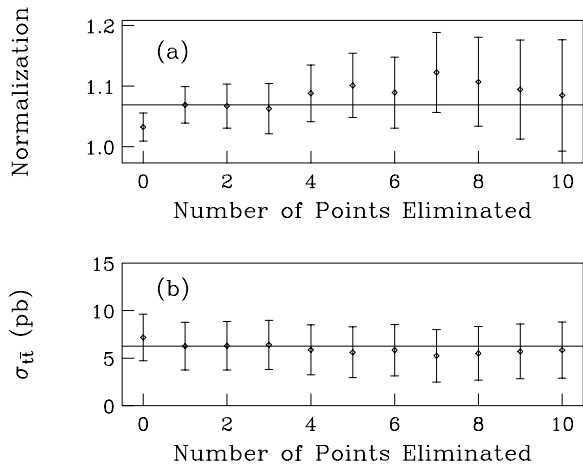 Normalization
(a)
1.2
1.1
1.0
0 2 4 6 8 10
Number of Points Eliminated
σtt̄ (pb)
(b)
15
10
5
0
0 2 4 6 8 10
Number of Points Eliminated